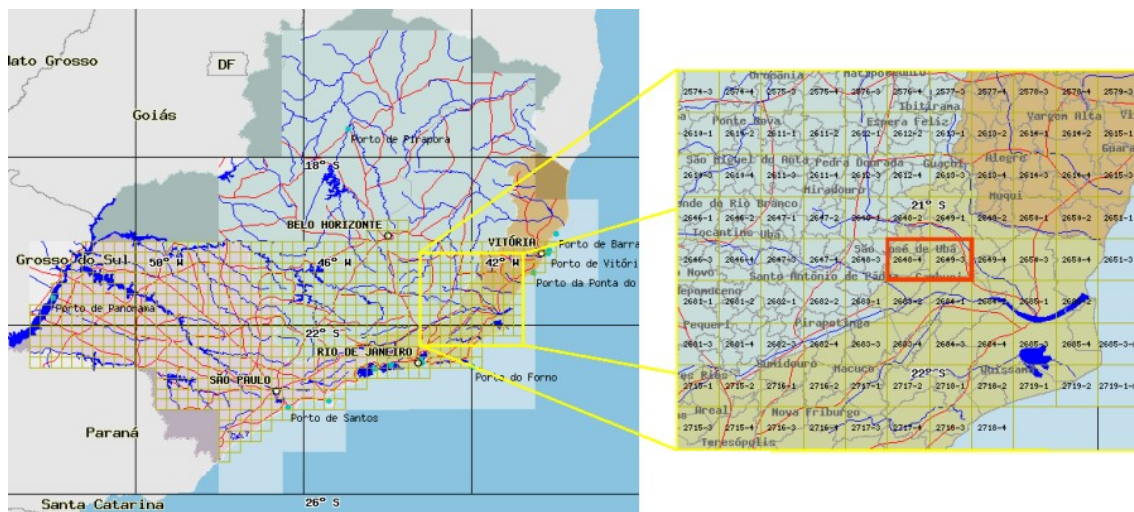 Mato Grosso
DF
Goiás
Porto de Pirapora
18° S
BELO HORIZONTE
VITÓRIA
Porto de Barra
Grosso do Sul
50° W
46° W
42° W
Porto de Vitóri
Porto da Ponta do
Porto de Panorama
22° S
RIO DE JANEIRO
SÃO PAULO
Porto do Forno
Porto de Santos
Paraná
Santa Catarina
26° S
Oropânia
2574-3 2574-4 2575-3 2575-4 2576-3 2576-4 2577-3 2577-4 2578-3 2578-4 2579-3
Ibitirama
Ponte Nova
Espera Feliz
Vargem Alta
2611-1 2611-2 2612-1 2612-2 2613-1 2613-2 2614-1 2614-2
São Miguel do Anta
Pedra Dourada
Guaçuí
Alegre
Guara
2611-3 2611-4 2612-3 2612-4 2613-3 2613-4 2614-3 2614-4 2615-3
Miradouro
Muqui
nde do Rio Branco
21° S
2646-1 2646-2 2647-1 2647-2 2648-1 2648-2 2649-1 2649-2 2650-1 2650-2 2651-1
Tocantins
Ubá
São José de Ubá
2646-3 2646-4 2647-3 2647-4 2648-3 2648-4 2649-3 2649-4 2650-3 2650-4 2651-3
o Novo
Santo Antônio de Pádua
Cambuci
epomuceno
2681-1 2681-2 2682-1 2682-2 2683-1 2683-2 2684-1 2684-2 2685-1 2685-2
Pequeri
Pirapetinga
2681-3 2681-4 2682-3 2682-4 2683-3 2683-4 2684-3 2684-4 2685-3 2685-4
Sumidouro
Macuco
22° S
Quissam
2715-1 2715-2 2716-1 2716-2 2717-1 2717-2 2718-1 2718-2 2719-1 2719-2
Areal
Nova Friburgo
2715-3 2715-4 2716-3 2716-4 2717-3 2717-4 2718-3 2718-4
Teresópolis